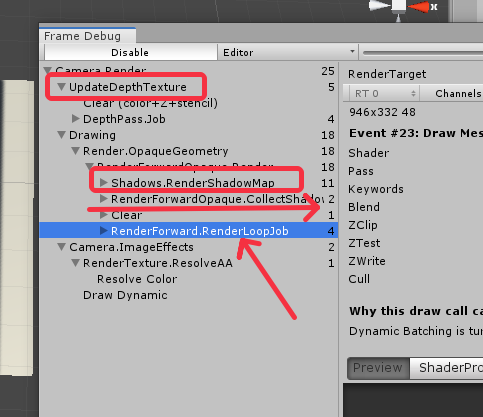 Frame Debug
Disable
Editor
Camera.Render 25
UpdateDepthTexture 5
Clear (color+Z+stencil)
DepthPass.Job 4
Drawing 18
Render.OpaqueGeometry 18
RenderForwardOpaque.Render 18
Shadows.RenderShadowMap 11
RenderForwardOpaque.CollectShadow 2
Clear 1
RenderForward.RenderLoopJob 4
Camera.ImageEffects 2
RenderTexture.ResolveAA 1
Resolve Color
Draw Dynamic
RenderTarget
RT 0 Channels
946x332 48
Event #23: Draw Mes
Shader
Pass
Keywords
Blend
ZClip
ZTest
ZWrite
Cull
Why this draw call ca
Dynamic Batching is tur
Preview ShaderPro